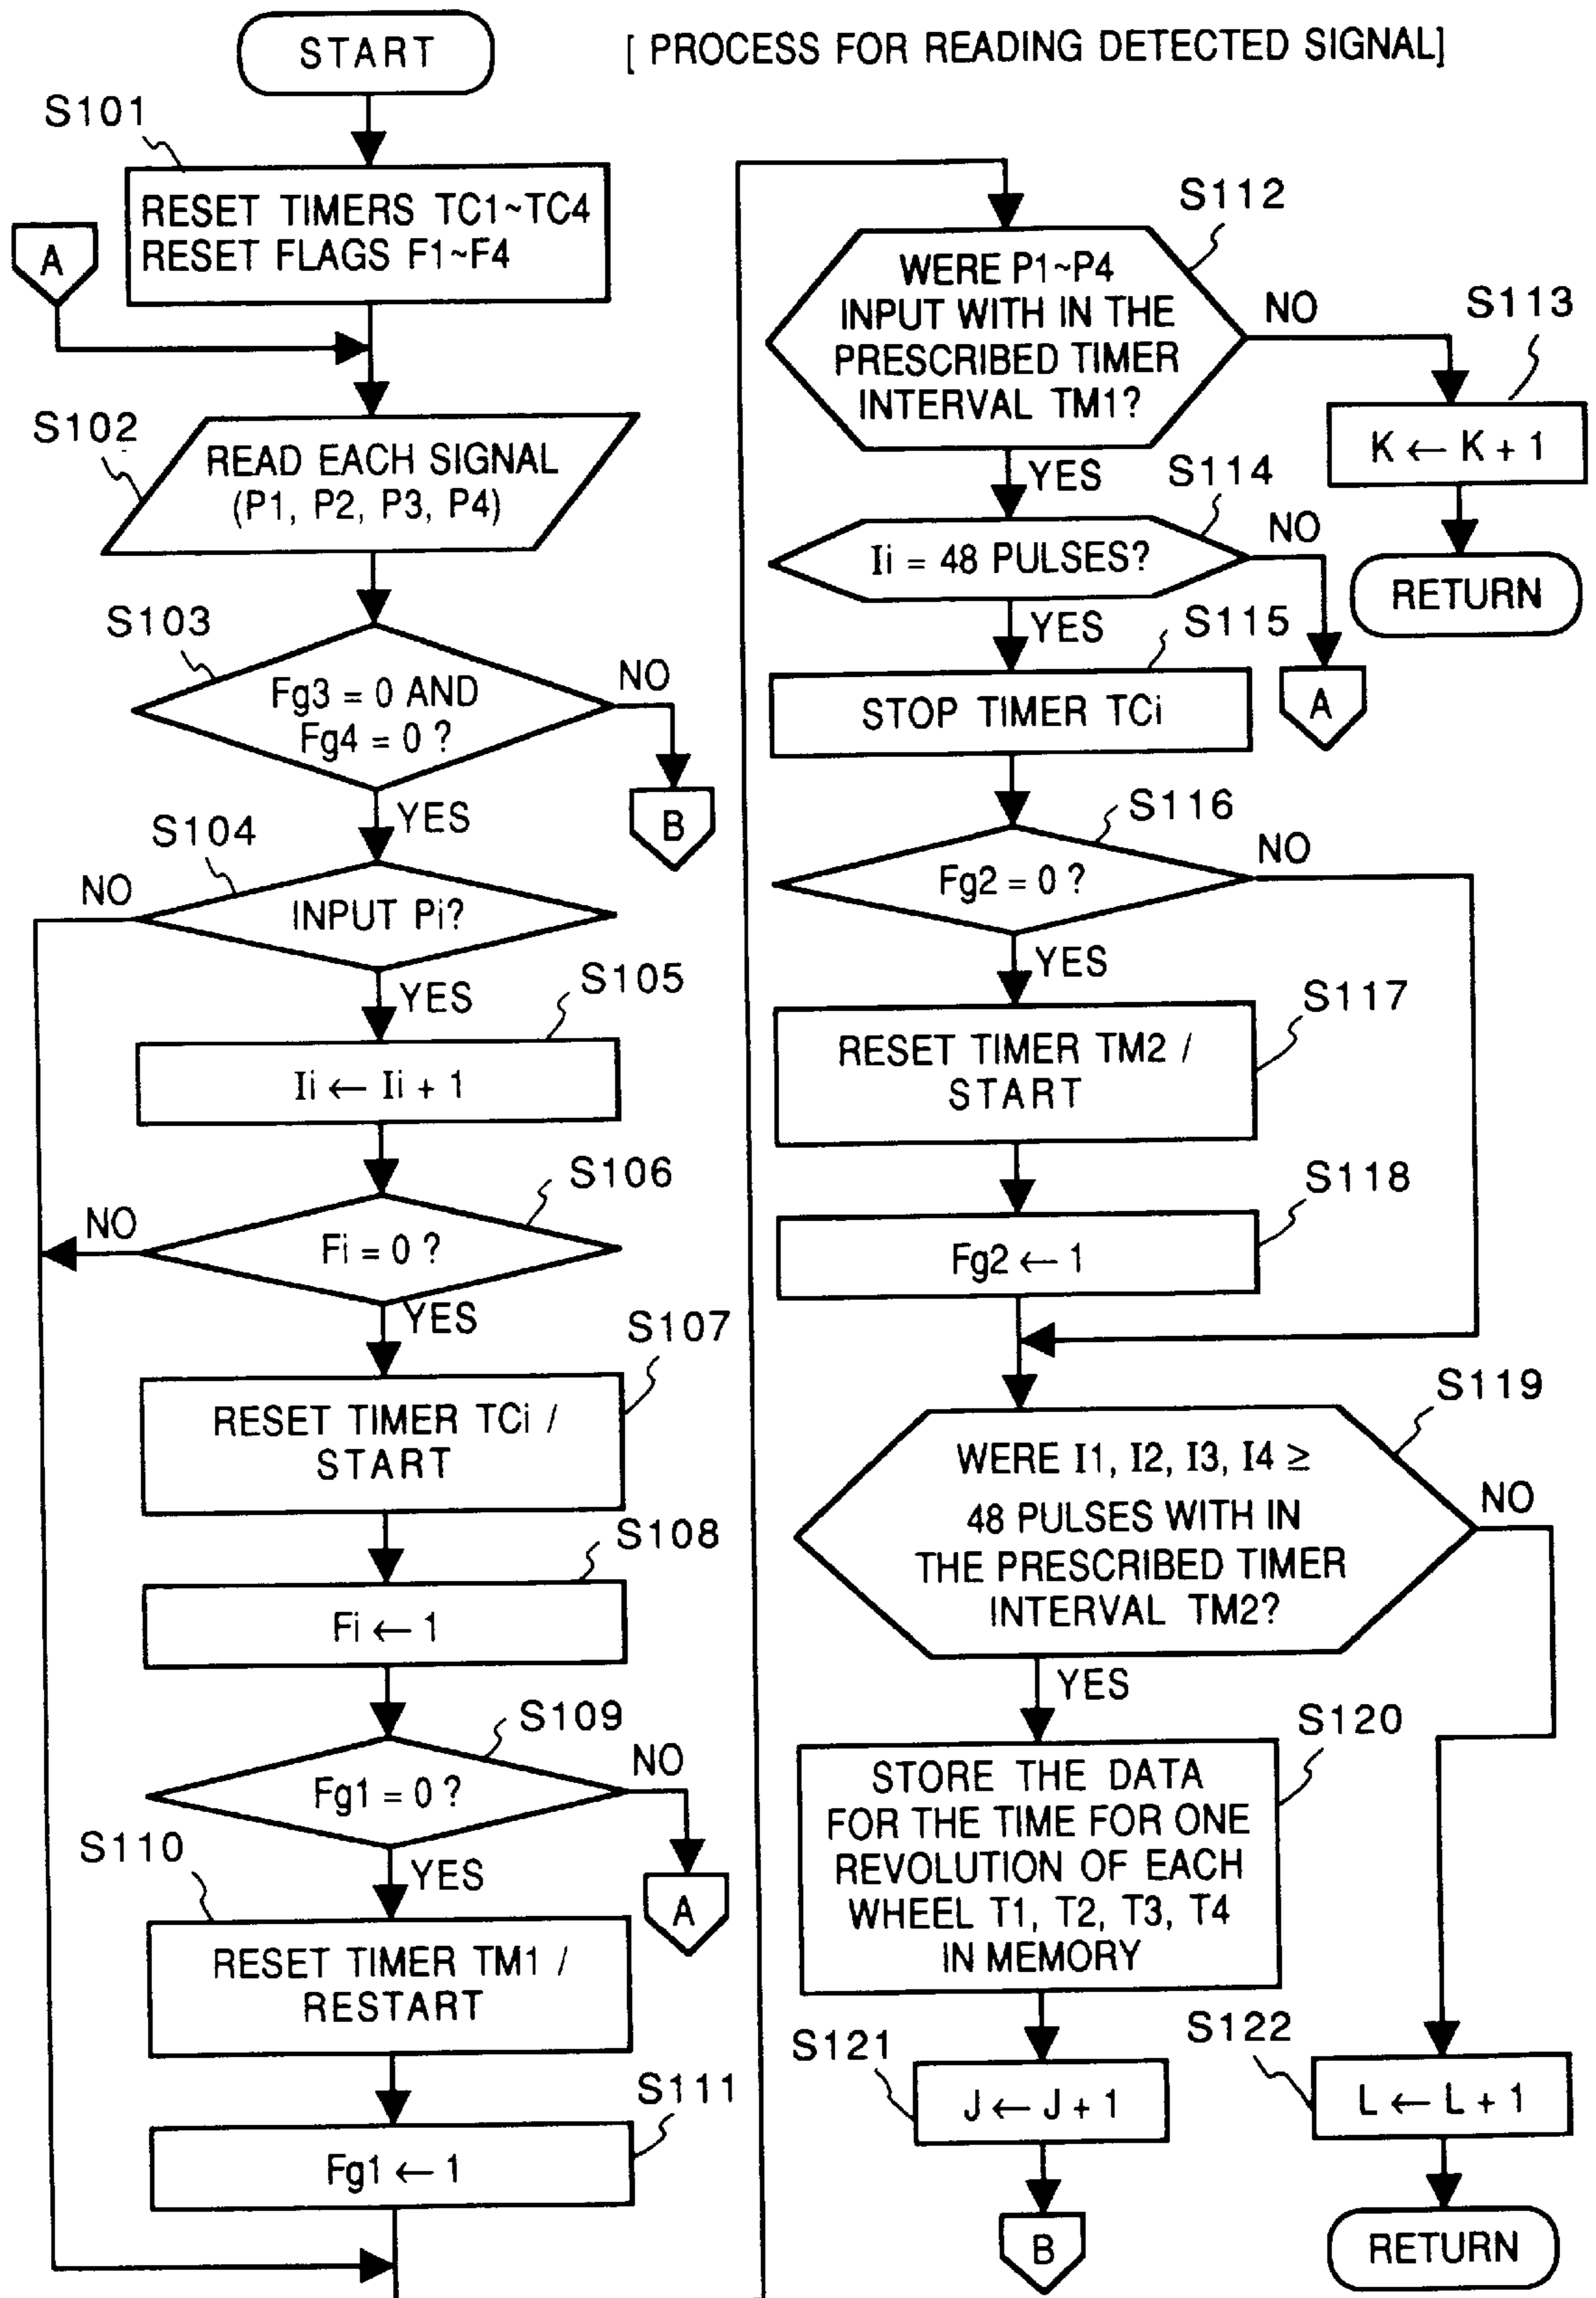 START
[ PROCESS FOR READING DETECTED SIGNAL]
S101
RESET TIMERS TC1~TC4
RESET FLAGS F1~F4
A
S102
READ EACH SIGNAL
(P1, P2, P3, P4)
S103
Fg3 = 0 AND
Fg4 = 0 ?
NO
B
YES
S104
NO
INPUT Pi?
YES
S105
Ii ← Ii + 1
S106
NO
Fi = 0 ?
YES
S107
RESET TIMER TCi /
START
S108
Fi ← 1
S109
Fg1 = 0 ?
NO
A
YES
S110
RESET TIMER TM1 /
RESTART
S111
Fg1 ← 1
S112
WERE P1~P4
INPUT WITH IN THE
PRESCRIBED TIMER
INTERVAL TM1?
NO
S113
K ← K + 1
RETURN
YES
S114
Ii = 48 PULSES?
NO
A
YES
S115
STOP TIMER TCi
S116
Fg2 = 0 ?
NO
YES
S117
RESET TIMER TM2 /
START
S118
Fg2 ← 1
S119
WERE I1, I2, I3, I4 ≥
48 PULSES WITH IN
THE PRESCRIBED TIMER
INTERVAL TM2?
NO
YES
S120
STORE THE DATA
FOR THE TIME FOR ONE
REVOLUTION OF EACH
WHEEL T1, T2, T3, T4
IN MEMORY
S121
J ← J + 1
B
S122
L ← L + 1
RETURN